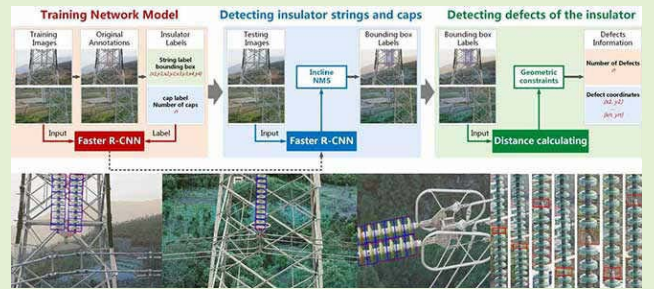 Training Network Model
Training Images
Original Annotations
Insulator Labels
String label
bounding box
cap label
Number of caps
n
Input
Label
Faster R-CNN
Detecting insulator strings and caps
Testing Images
Bounding box Labels
Incline NMS
Input
Faster R-CNN
Detecting defects of the insulator
Bounding box Labels
Geometric constraints
Defects Information
Number of Defects
Defect coordinates
Input
Distance calculating